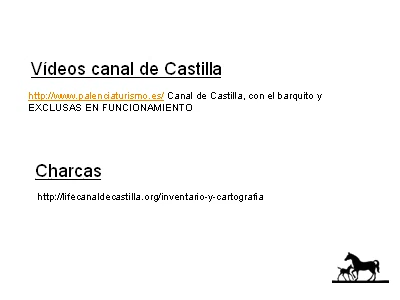 Vídeos canal de Castilla
http://www.palenciaturismo.es/ Canal de Castilla, con el barquito y
EXCLUSAS EN FUNCIONAMIENTO
Charcas
http://lifecanaldecastilla.org/inventario-y-cartografia